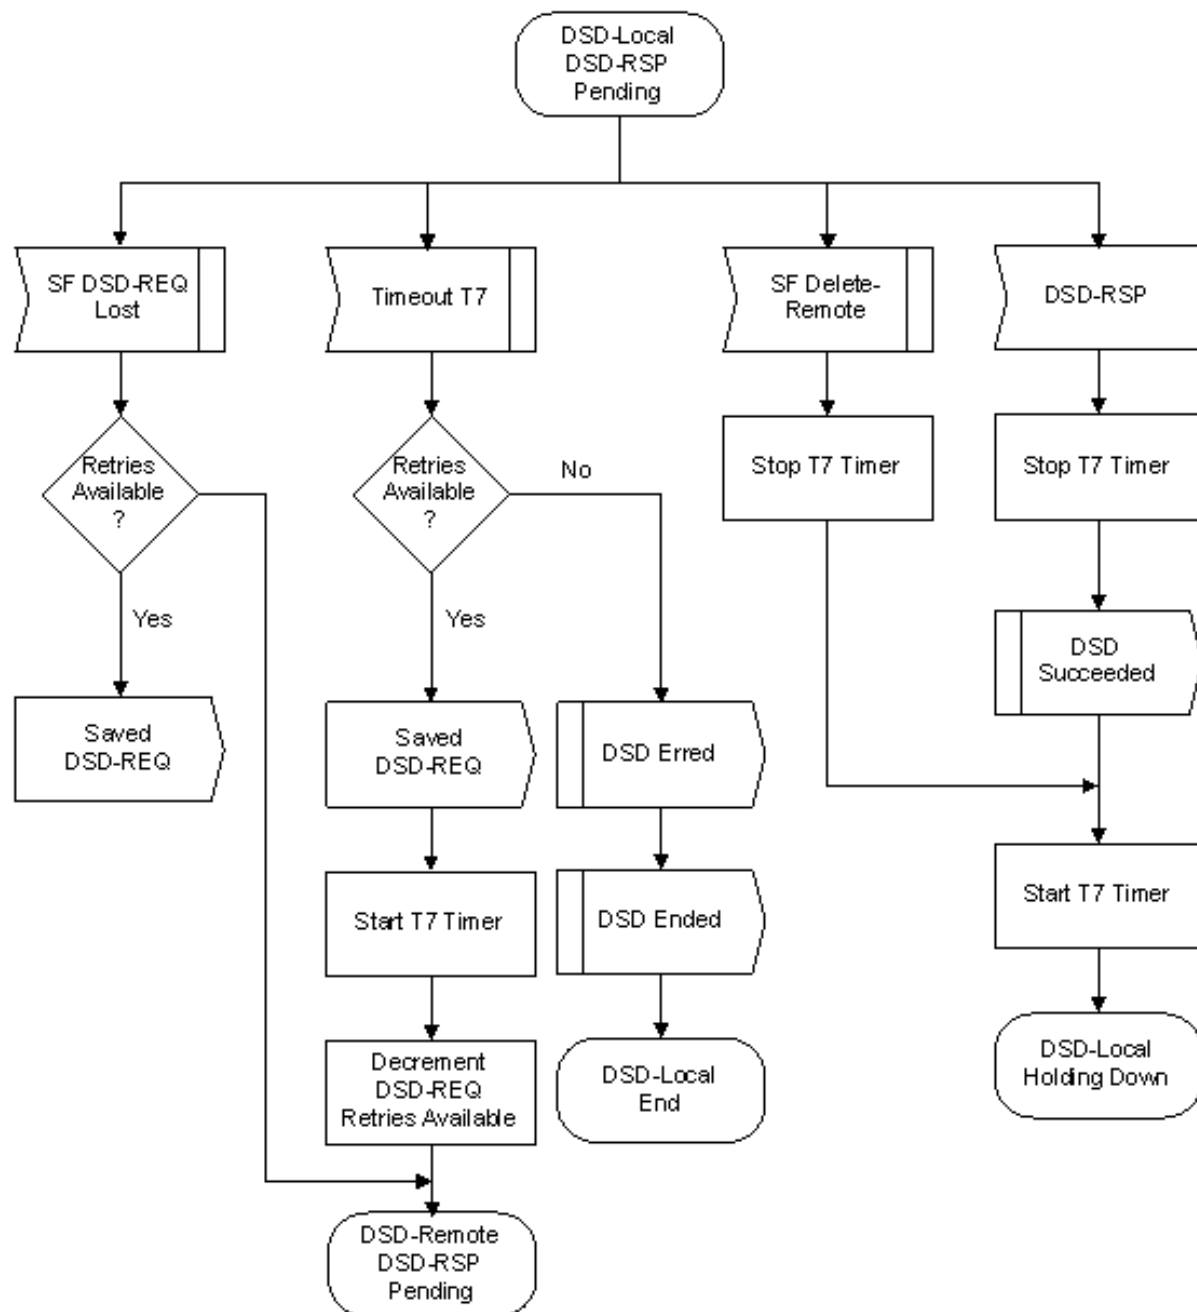 DSD-Local
DSD-RSP
Pending
SF DSD-REQ
Lost
Timeout T7
SF Delete-
Remote
DSD-RSP
Retries
Available
?
Retries
Available
?
No
Stop T7 Timer
Stop T7 Timer
Yes
Yes
DSD
Succeeded
Saved
DSD-REQ
Saved
DSD-REQ
DSD Erred
Start T7 Timer
DSD Ended
Start T7 Timer
Decrement
DSD-REQ
Retries Available
DSD-Local
End
DSD-Local
Holding Down
DSD-Remote
DSD-RSP
Pending